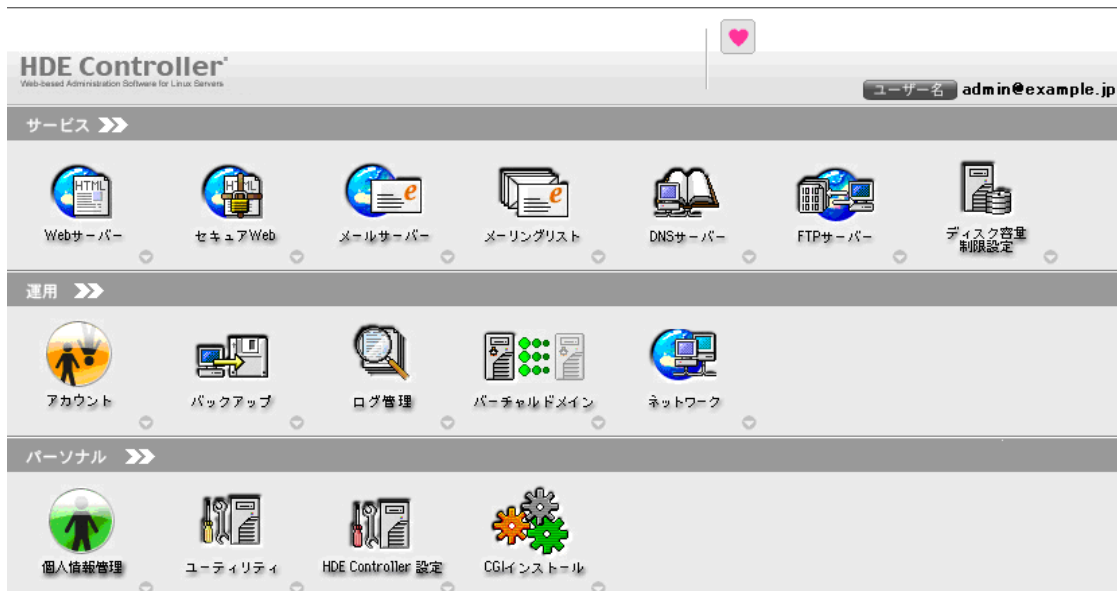 HDE Controller
Web-based Administration Software for Linux Servers
ユーザー名 admin@example.jp
サービス
HTML
HTML
e
e
Webサーバー
セキュアWeb
メールサーバー
メーリングリスト
DNSサーバー
FTPサーバー
ディスク容量
制限設定
運用
アカウント
バックアップ
ログ管理
バーチャルドメイン
ネットワーク
パーソナル
個人情報管理
ユーティリティ
HDE Controller 設定
CGIインストール